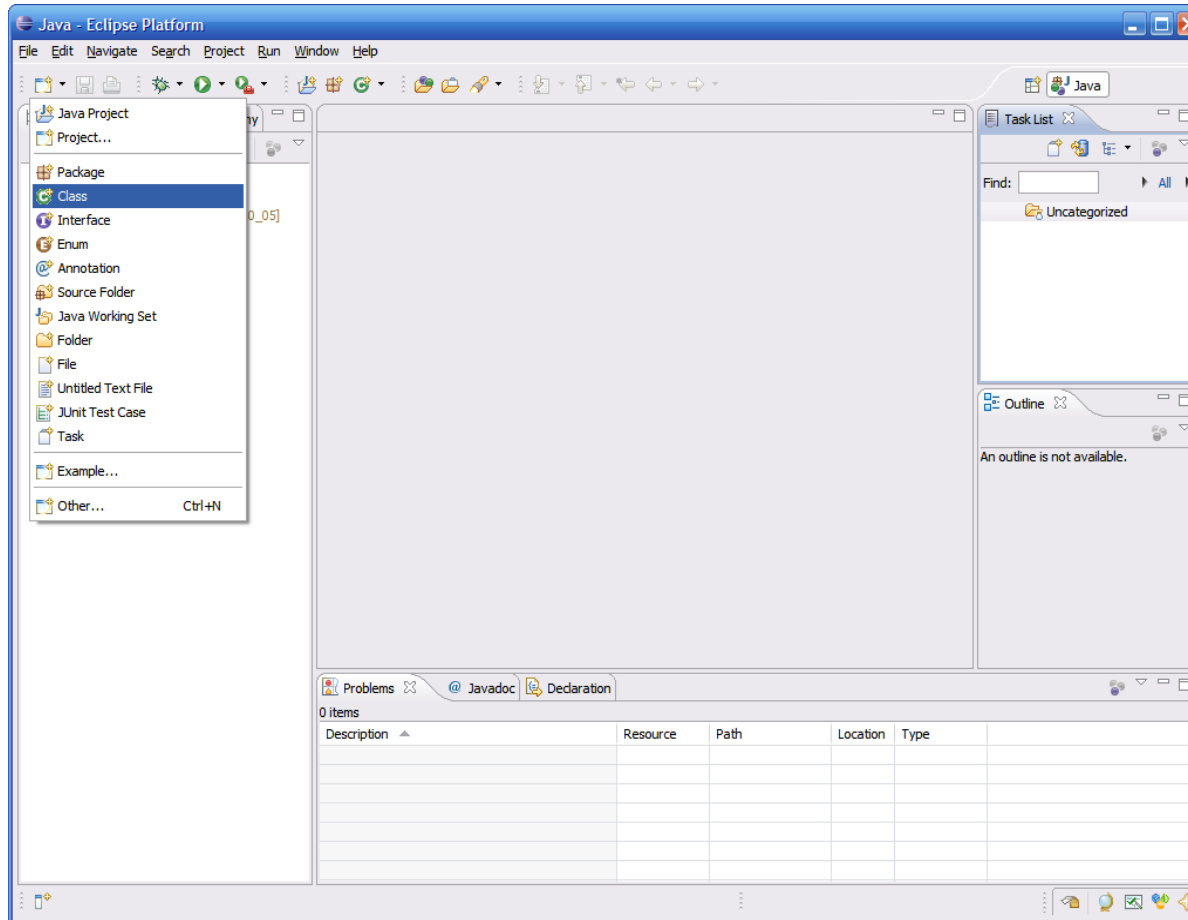 Java - Eclipse Platform
File Edit Navigate Search Project Run Window Help
Java
Java Project
Project...
Package
Class
Interface
Enum
Annotation
Source Folder
Java Working Set
Folder
File
Untitled Text File
JUnit Test Case
Task
Example...
Other... Ctrl+N
hy
0_05]
Task List
Find: All
Uncategorized
Outline
An outline is not available.
Problems @ Javadoc Declaration
0 items
Description Resource Path Location Type